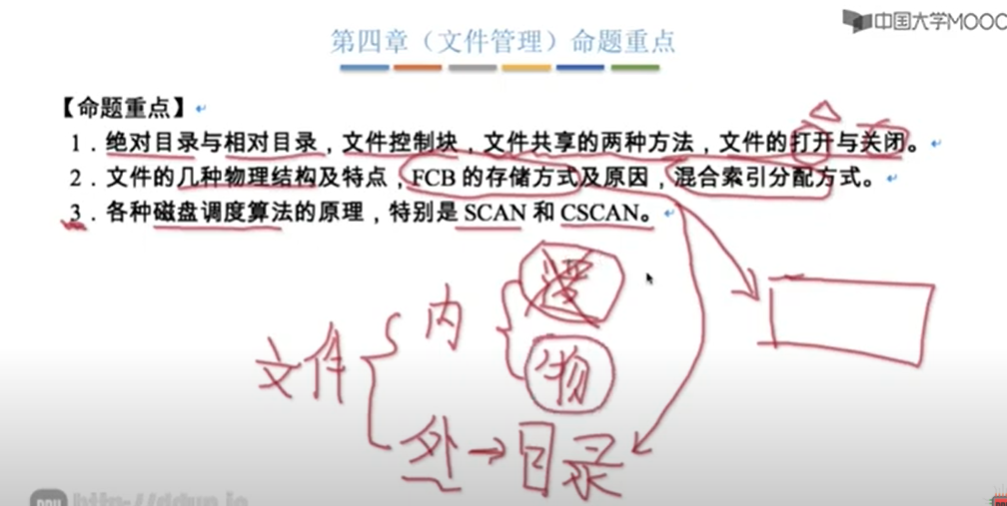 中国大学MOOC
第四章（文件管理）命题重点
【命题重点】
1．绝对目录与相对目录，文件控制块，文件共享的两种方法，文件的打开与关闭。
2．文件的几种物理结构及特点，FCB 的存储方式及原因，混合索引分配方式。
3．各种磁盘调度算法的原理，特别是 SCAN 和 CSCAN。
文件
内
物
外→目录